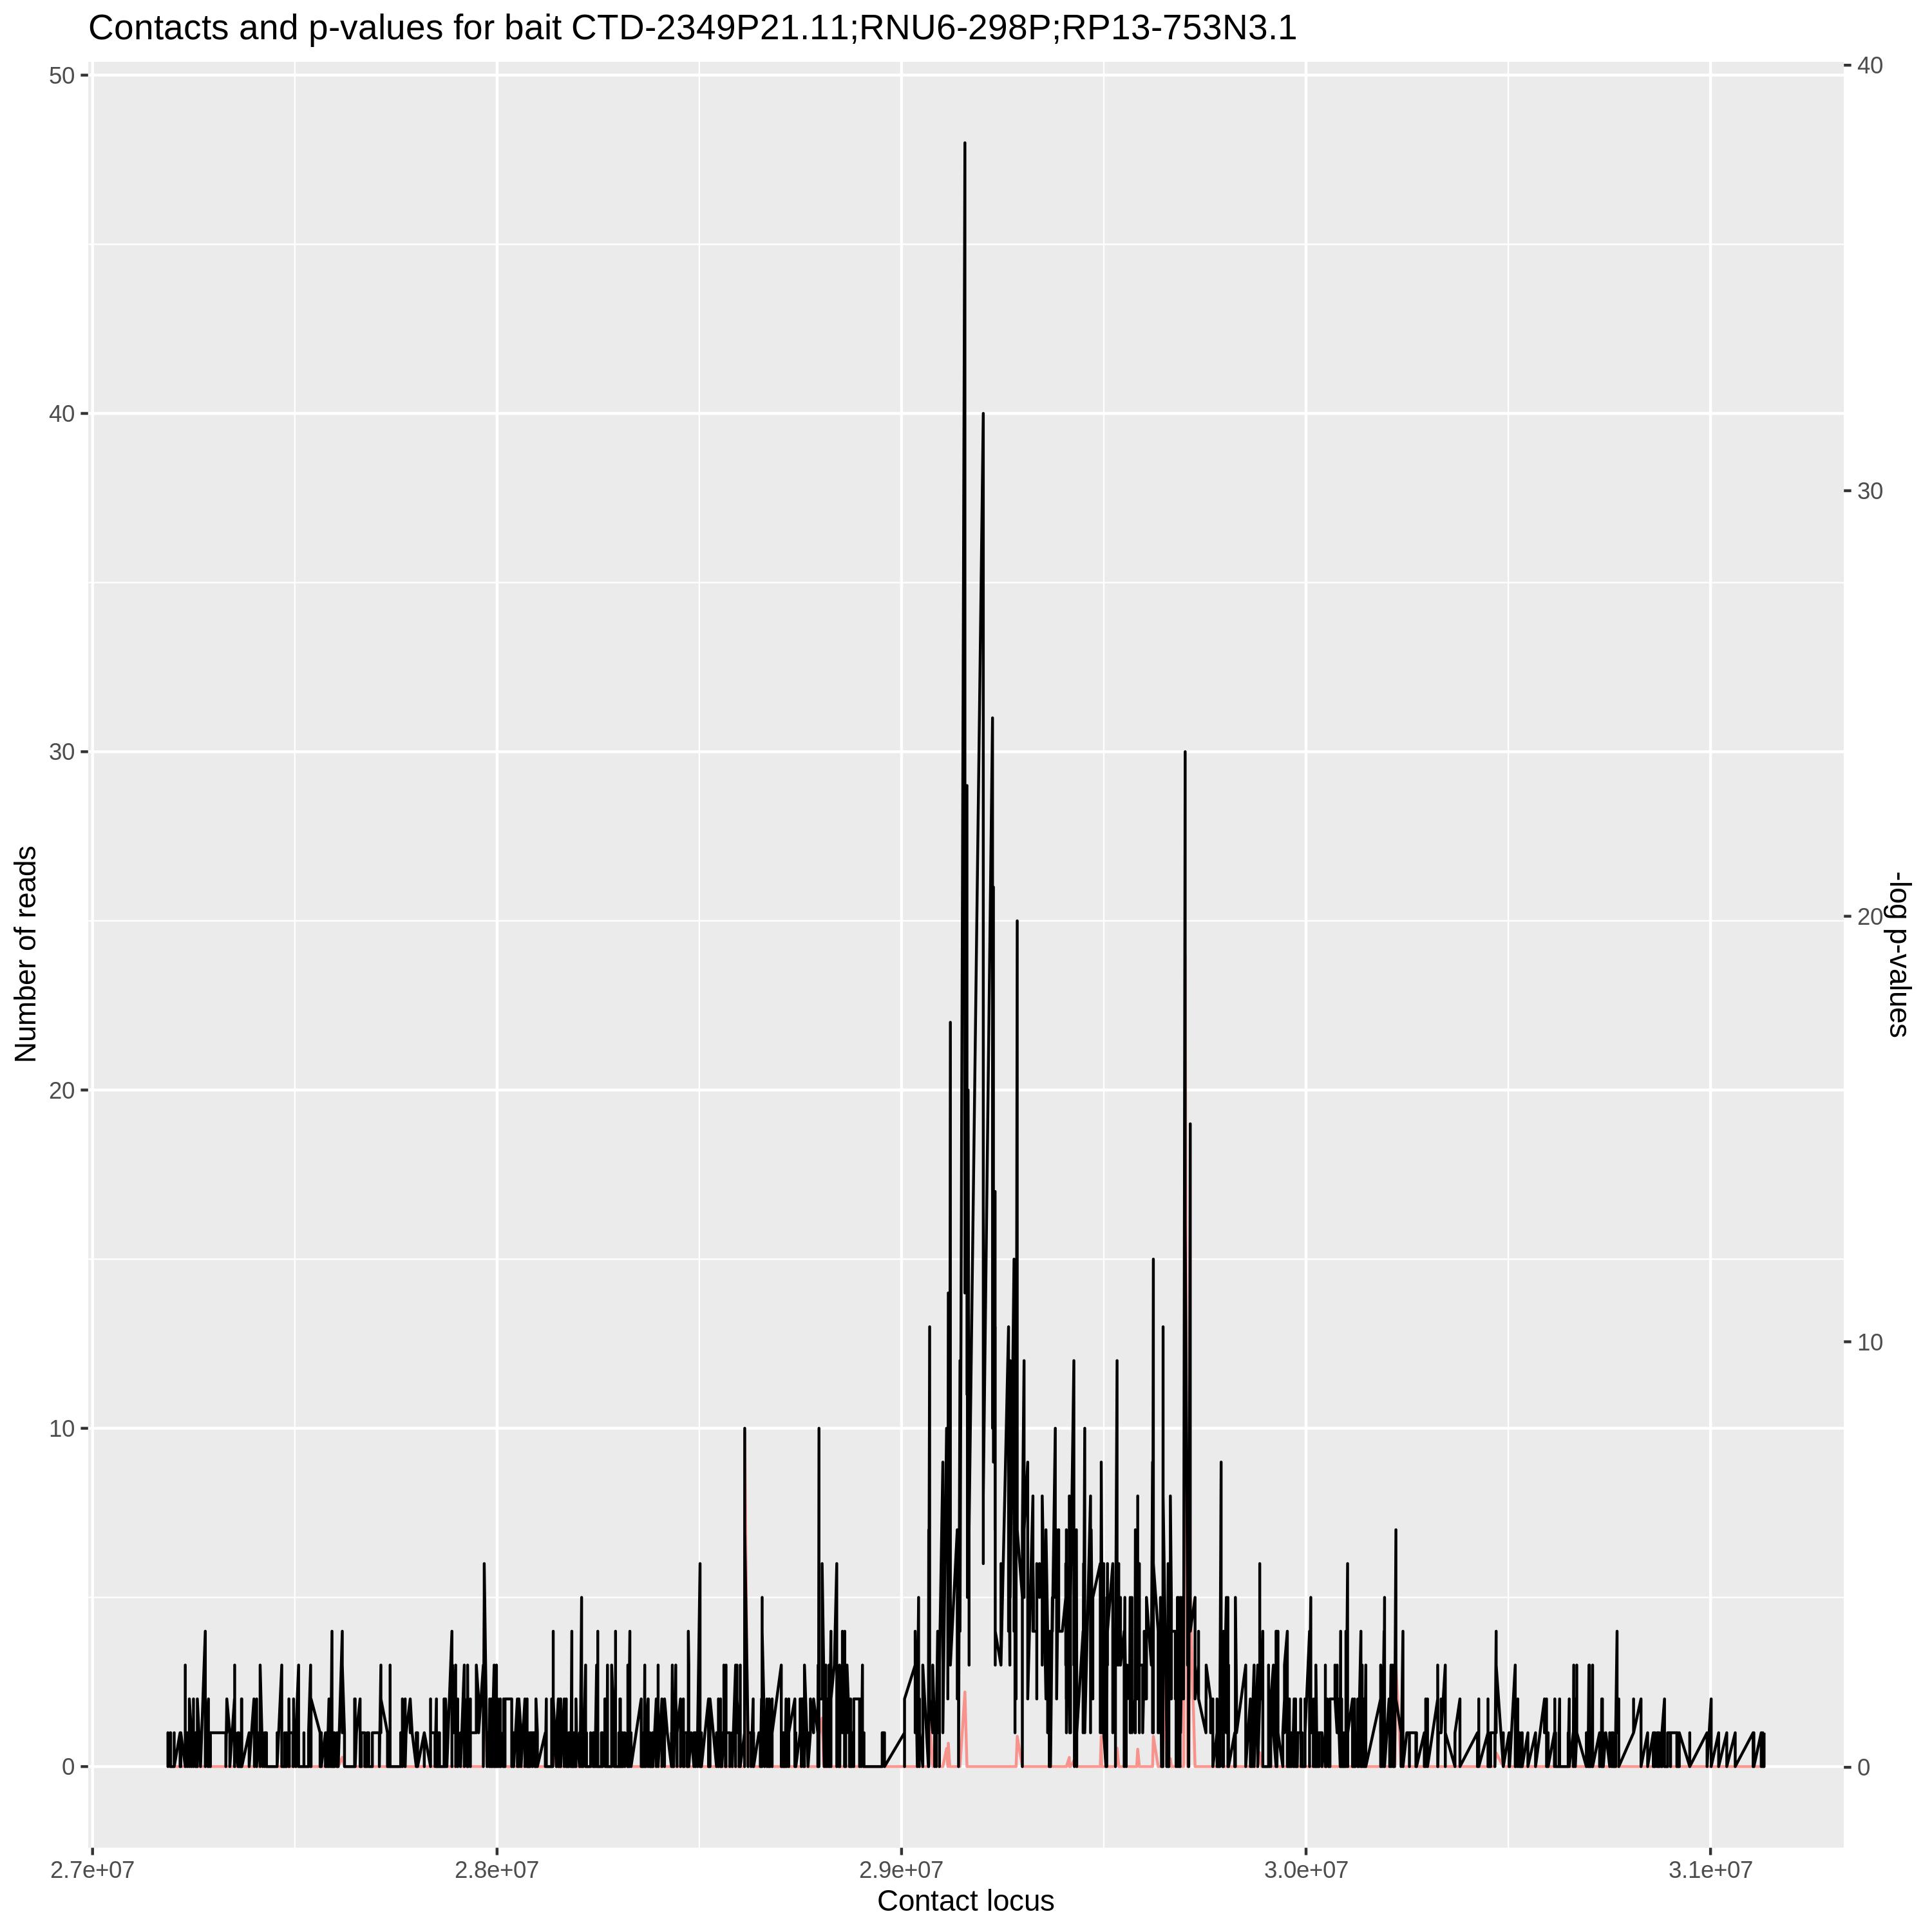 Contacts and p-values for bait CTD-2349P21.11;RNU6-298P;RP13-753N3.1
50
40
30
20
10
0
Number of reads
40
30
20
10
0
-log p-values
2.7e+07 2.8e+07 2.9e+07 3.0e+07 3.1e+07
Contact locus